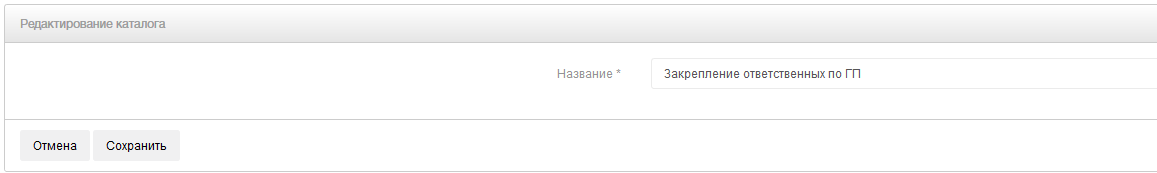 Редактирование каталога
Название * Закрепление ответственных по ГП
Отмена Сохранить